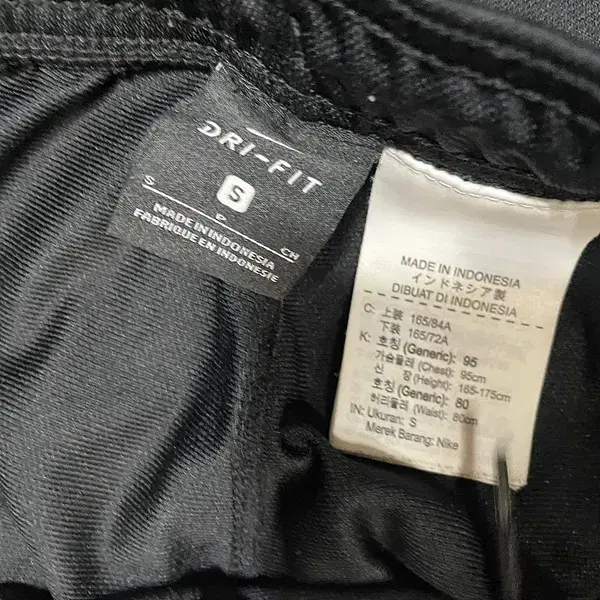 DRI-FIT
S
S P CH
MADE IN INDONESIA
FABRIQUE EN INDONESIE
MADE IN INDONESIA
インドネシア製
DIBUAT DI INDONESIA
C: 上装 165/84A
下装 165/72A
K: 호칭 (Generic): 95
가슴둘레 (Chest): 95cm
신 장 (Height): 165-175cm
호칭 (Generic): 80
허리둘레 (Waist): 80cm
IN: Ukuran: S
Merek Barang: Nike